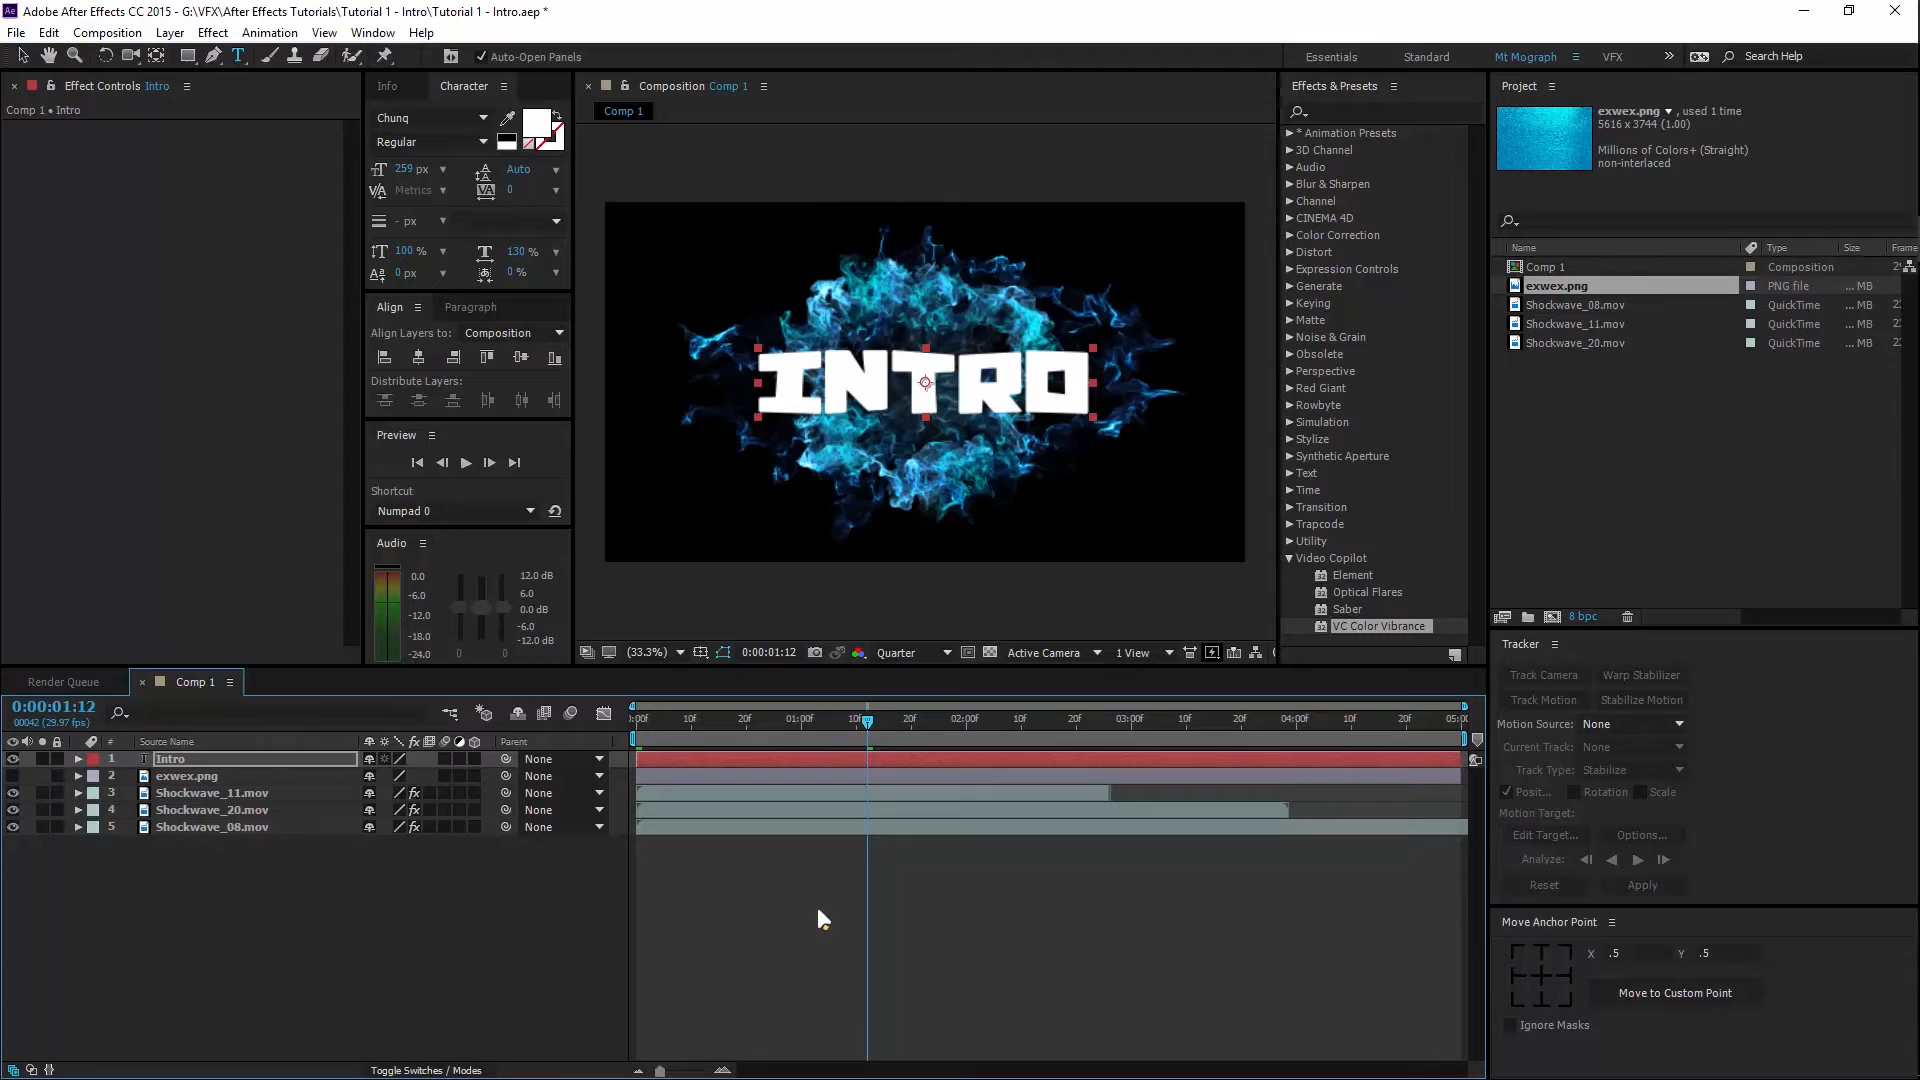 Adobe After Effects CC 2015 - G:\VFX\After Effects Tutorials\Tutorial 1 - Intro\Tutorial 1 - Intro.aep *
File Edit Composition Layer Effect Animation View Window Help
Auto-Open Panels Essentials Standard Mt Mograph VFX Search Help
Effect Controls Intro
Comp 1 • Intro
Info Character
Chunq
Regular
259 px Auto
Metrics 0
- px
100 % 130 %
0 px 0 %
Align Paragraph
Align Layers to: Composition
Distribute Layers:
Preview
Shortcut
Numpad 0
Audio
0.0 12.0 dB
-6.0 6.0
-12.0 0.0 dB
-18.0 -6.0
-24.0 -12.0 dB
0 0
Composition Comp 1
Comp 1
INTRO
(33.3%) 0:00:01:12 Quarter Active Camera 1 View
Effects & Presets
* Animation Presets
3D Channel
Audio
Blur & Sharpen
Channel
CINEMA 4D
Color Correction
Distort
Expression Controls
Generate
Keying
Matte
Noise & Grain
Obsolete
Perspective
Red Giant
Rowbyte
Simulation
Stylize
Synthetic Aperture
Text
Time
Transition
Trapcode
Utility
Video Copilot
Element
Optical Flares
Saber
VC Color Vibrance
Project
exwex.png , used 1 time
5616 x 3744 (1.00)
Millions of Colors+ (Straight)
non-interlaced
Name Type Size Frame
Comp 1 Composition
exwex.png PNG file ... MB
Shockwave_08.mov QuickTime ... MB
Shockwave_11.mov QuickTime ... MB
Shockwave_20.mov QuickTime ... MB
8 bpc
Tracker
Track Camera Warp Stabilizer
Track Motion Stabilize Motion
Motion Source: None
Current Track: None
Track Type: Stabilize
Posit... Rotation Scale
Motion Target:
Edit Target... Options...
Analyze:
Reset Apply
Move Anchor Point
X .5 Y .5
Move to Custom Point
Ignore Masks
Render Queue Comp 1
0:00:01:12
00042 (29.97 fps)
:00f 10f 20f 01:00f 10f 20f 02:00f 10f 20f 03:00f 10f 20f 04:00f 10f 20f 05:00
# Source Name fx Parent
1 T Intro None
2 exwex.png None
3 Shockwave_11.mov fx None
4 Shockwave_20.mov fx None
5 Shockwave_08.mov fx None
Toggle Switches / Modes